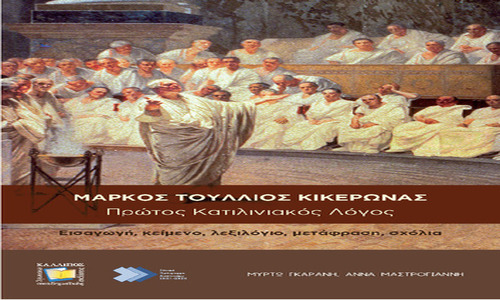 ΜΑΡΚΟΣ ΤΟΥΛΛΙΟΣ ΚΙΚΕΡΩΝΑΣ
Πρώτος Κατιλινιακός Λόγος
Εισαγωγή, κείμενο, λεξιλόγιο, μετάφραση, σχόλια
ΚΑΛΛΙΠΟΣ
ΜΥΡΤΩ ΓΚΑΡΑΝΗ, ΑΝΝΑ ΜΑΣΤΡΟΓΙΑΝΝΗ